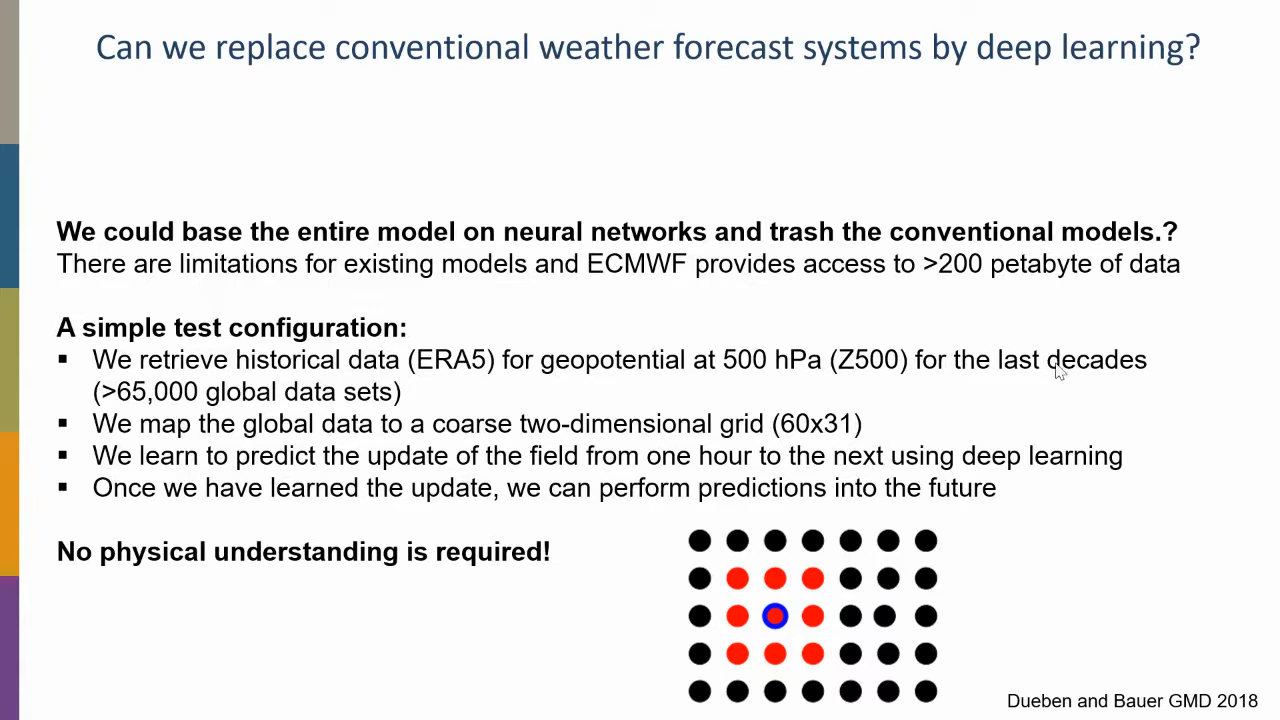 Can we replace conventional weather forecast systems by deep learning?
We could base the entire model on neural networks and trash the conventional models.?
There are limitations for existing models and ECMWF provides access to >200 petabyte of data
A simple test configuration:
▪ We retrieve historical data (ERA5) for geopotential at 500 hPa (Z500) for the last decades
(>65,000 global data sets)
▪ We map the global data to a coarse two-dimensional grid (60x31)
▪ We learn to predict the update of the field from one hour to the next using deep learning
▪ Once we have learned the update, we can perform predictions into the future
No physical understanding is required!
Dueben and Bauer GMD 2018